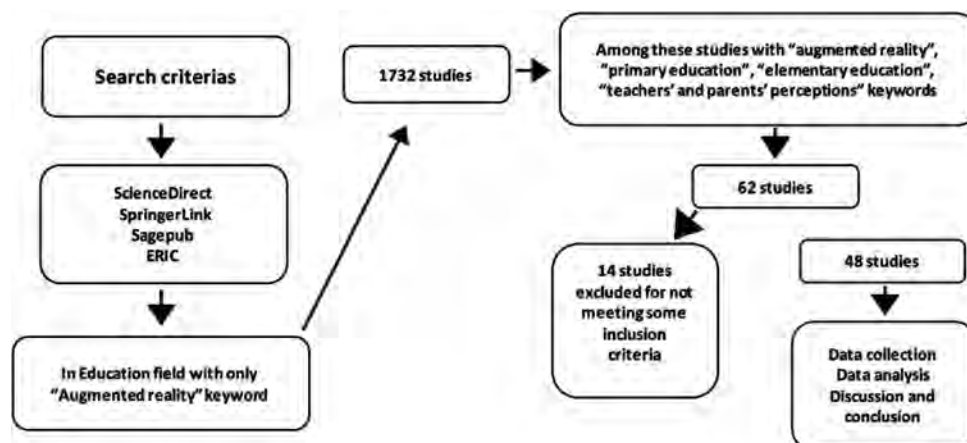 Search criterias
ScienceDirect
SpringerLink
Sagepub
ERIC
In Education field with only
"Augmented reality" keyword
1732 studies
Among these studies with "augmented reality",
"primary education", "elementary education",
"teachers' and parents' perceptions" keywords
62 studies
14 studies
excluded for not
meeting some
inclusion
criteria
48 studies
Data collection
Data analysis
Discussion and
conclusion